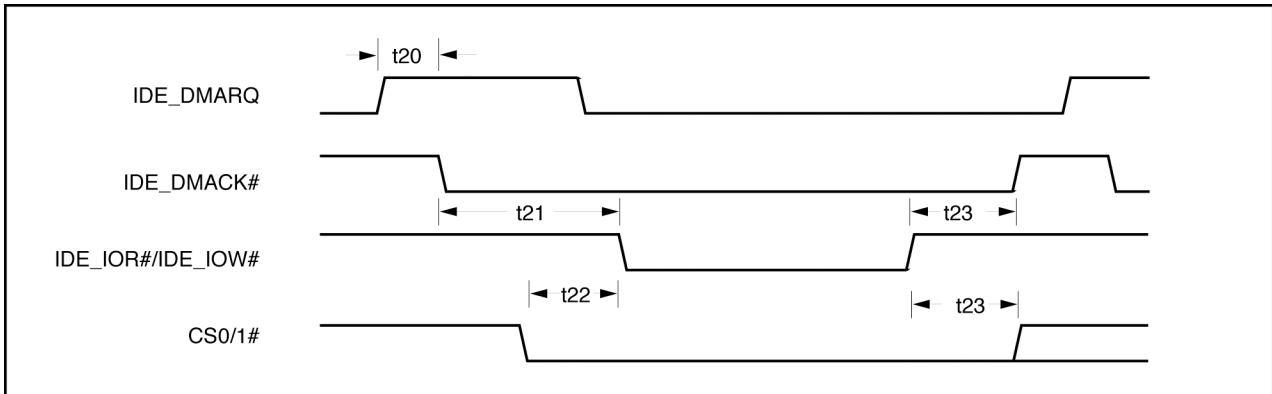 t20
IDE_DMARQ
IDE_DMACK#
t21
t23
IDE_IOR#/IDE_IOW#
t22
t23
CS0/1#